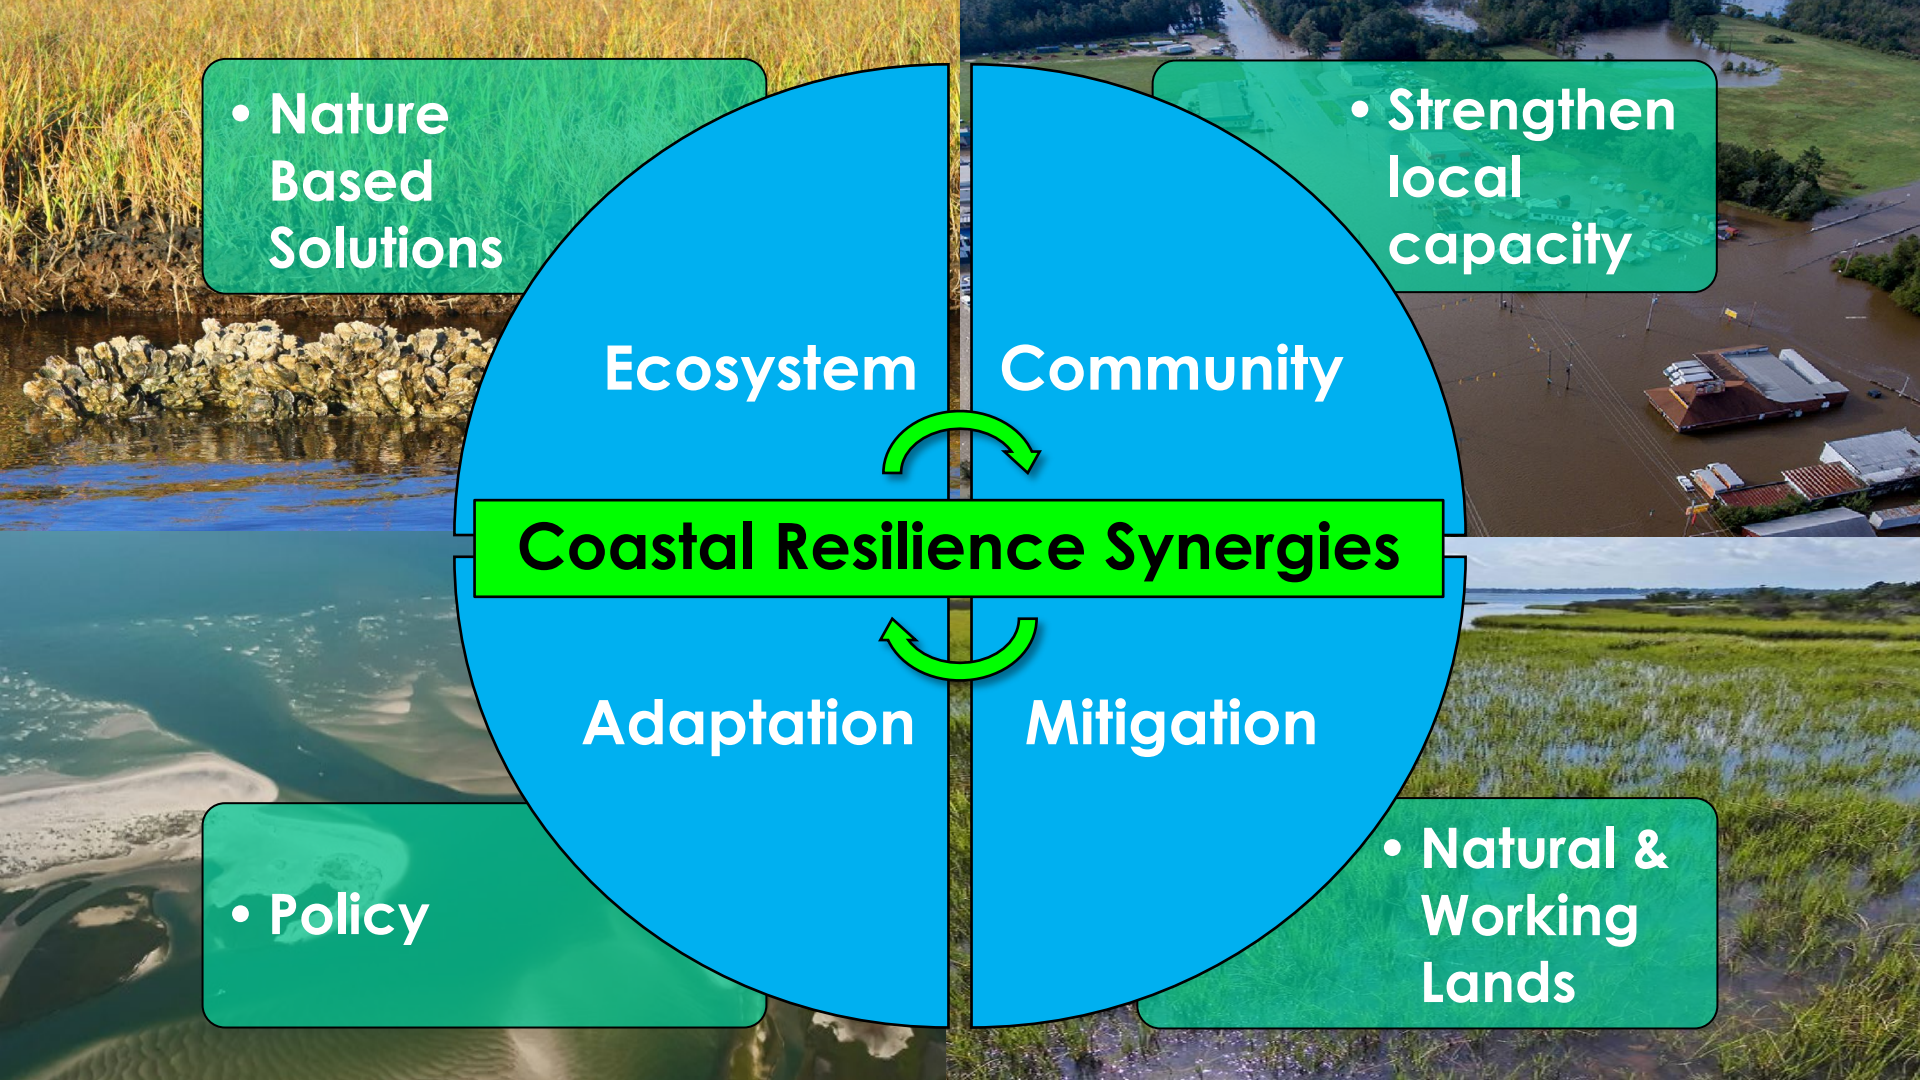 • Nature
Based
Solutions
• Strengthen
local
capacity
Ecosystem
Community
Coastal Resilience Synergies
Adaptation
Mitigation
• Policy
• Natural &
Working
Lands